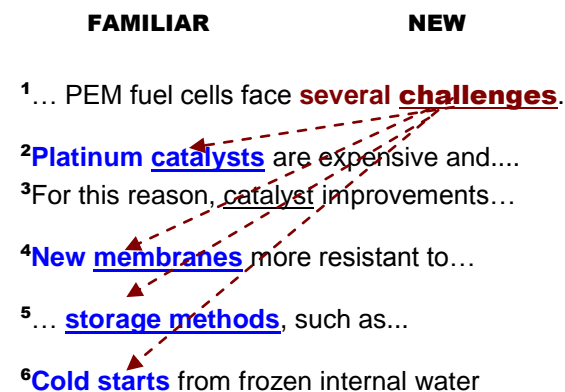 FAMILIAR NEW
¹… PEM fuel cells face several challenges.
²Platinum catalysts are expensive and....
³For this reason, catalyst improvements…
⁴New membranes more resistant to…
⁵… storage methods, such as...
⁶Cold starts from frozen internal water